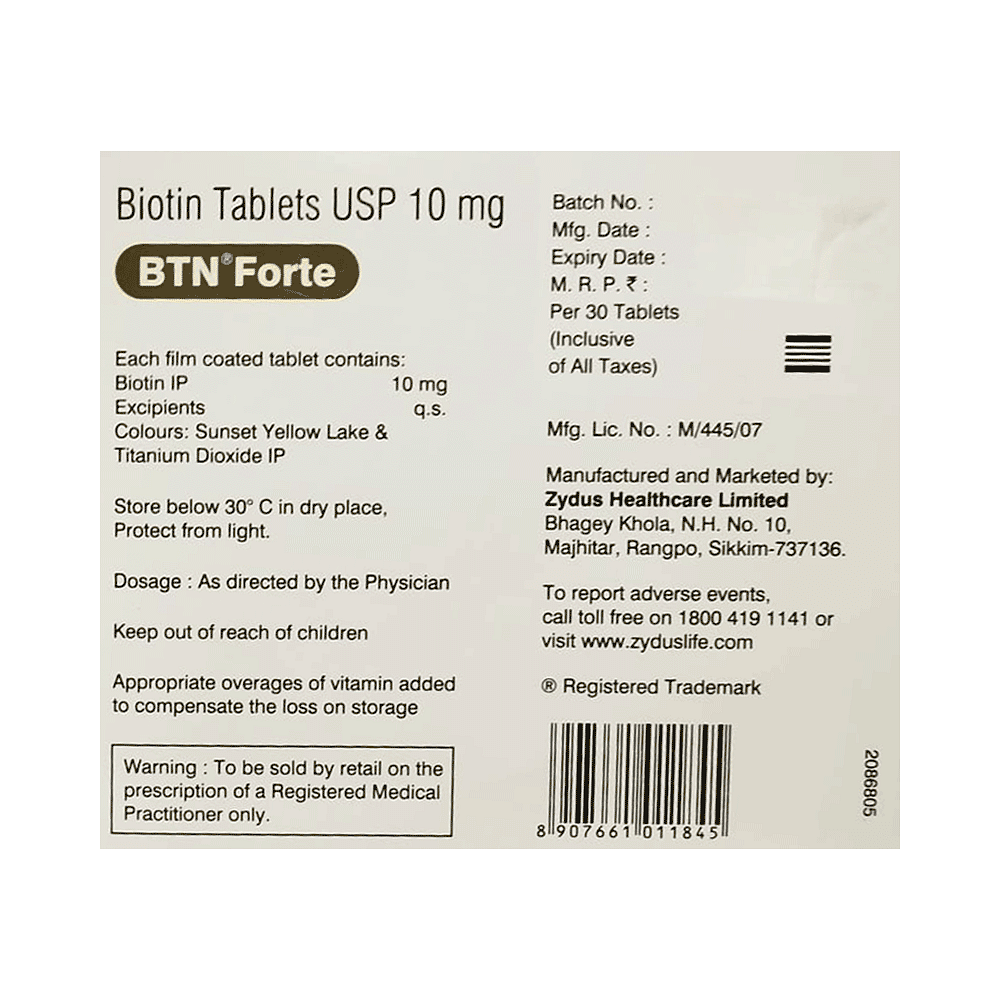 Biotin Tablets USP 10 mg
BTN® Forte
Each film coated tablet contains:
Biotin IP 10 mg
Excipients q.s.
Colours: Sunset Yellow Lake &
Titanium Dioxide IP
Store below 30° C in dry place,
Protect from light.
Dosage : As directed by the Physician
Keep out of reach of children
Appropriate overages of vitamin added
to compensate the loss on storage
Warning : To be sold by retail on the
prescription of a Registered Medical
Practitioner only.
Batch No. :
Mfg. Date :
Expiry Date :
M. R. P. ₹ :
Per 30 Tablets
(Inclusive
of All Taxes)
Mfg. Lic. No. : M/445/07
Manufactured and Marketed by:
Zydus Healthcare Limited
Bhagey Khola, N.H. No. 10,
Majhitar, Rangpo, Sikkim-737136.
To report adverse events,
call toll free on 1800 419 1141 or
visit www.zyduslife.com
® Registered Trademark
8 907661 011845
2086805